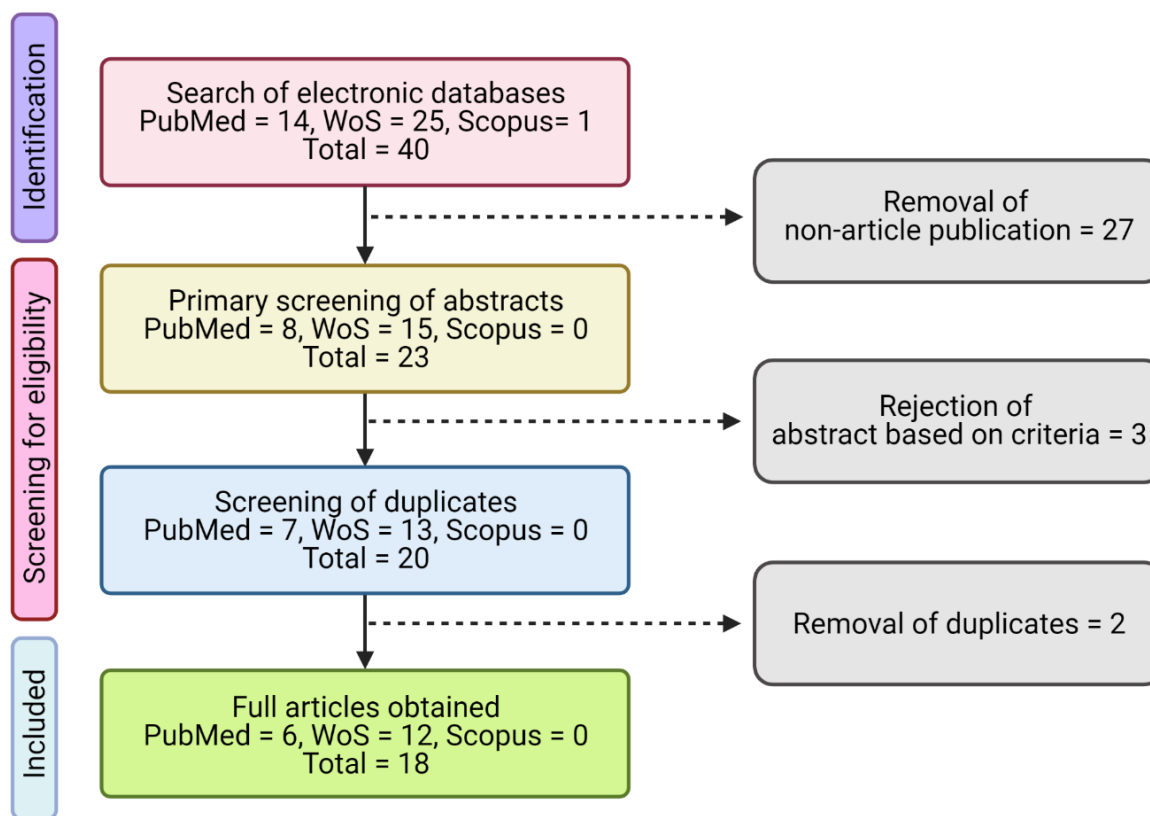 Identification
Search of electronic databases
PubMed = 14, WoS = 25, Scopus= 1
Total = 40
Removal of
non-article publication = 27
Screening for eligibility
Primary screening of abstracts
PubMed = 8, WoS = 15, Scopus = 0
Total = 23
Rejection of
abstract based on criteria = 3
Screening of duplicates
PubMed = 7, WoS = 13, Scopus = 0
Total = 20
Removal of duplicates = 2
Included
Full articles obtained
PubMed = 6, WoS = 12, Scopus = 0
Total = 18